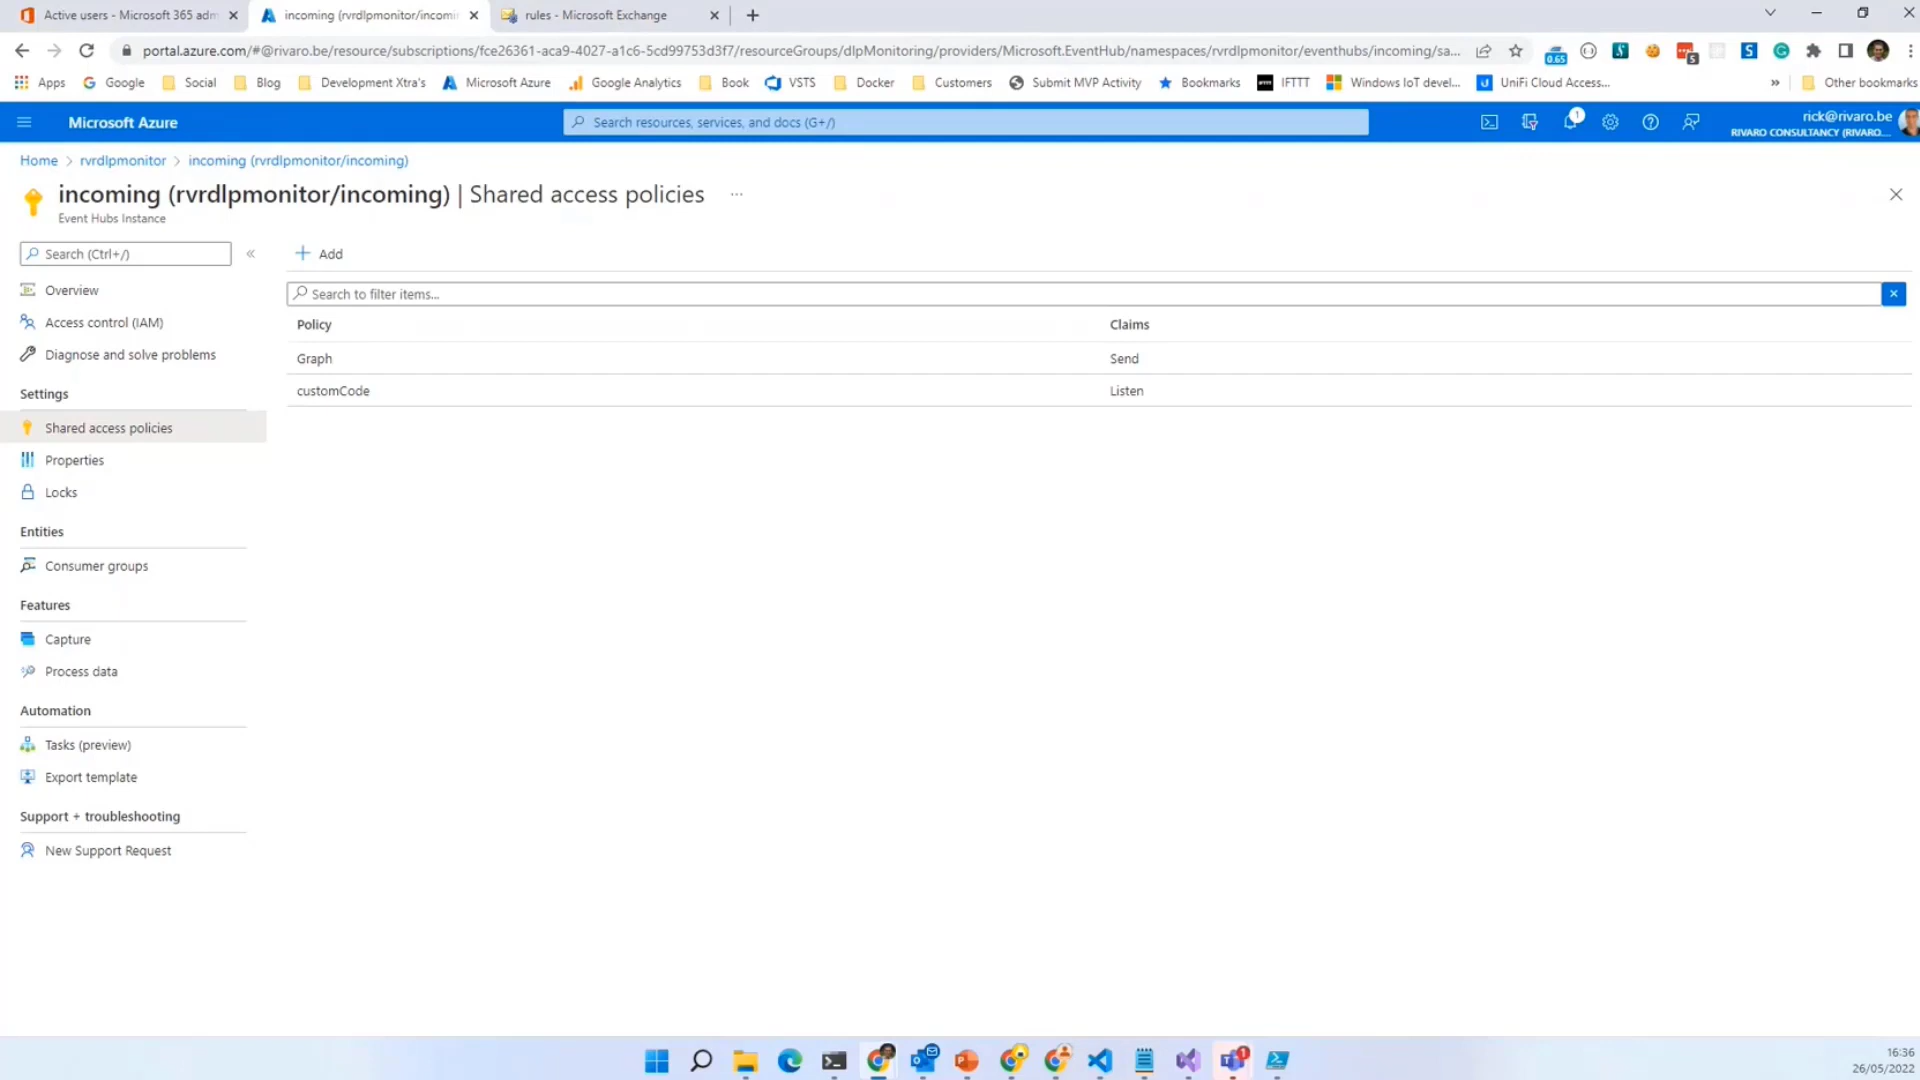 Active users - Microsoft 365 adm
incoming (rvrdlpmonitor/incomi
rules - Microsoft Exchange
portal.azure.com/#@rivaro.be/resource/subscriptions/fce26361-aca9-4027-a1c6-5cd99753d3f7/resourceGroups/dlpMonitoring/providers/Microsoft.EventHub/namespaces/rvrdlpmonitor/eventhubs/incoming/sa...
0.65
5
Apps
Google
Social
Blog
Development Xtra's
Microsoft Azure
Google Analytics
Book
VSTS
Docker
Customers
Submit MVP Activity
Bookmarks
IFTTT
Windows IoT devel...
UniFi Cloud Access...
»
Other bookmarks
Microsoft Azure
Search resources, services, and docs (G+/)
1
rick@rivaro.be
RIVARO CONSULTANCY (RIVARO....
Home > rvrdlpmonitor > incoming (rvrdlpmonitor/incoming)
incoming (rvrdlpmonitor/incoming) | Shared access policies ...
Event Hubs Instance
Search (Ctrl+/)
«
Add
Overview
Access control (IAM)
Diagnose and solve problems
Settings
Shared access policies
Properties
Locks
Entities
Consumer groups
Features
Capture
Process data
Automation
Tasks (preview)
Export template
Support + troubleshooting
New Support Request
Search to filter items...
Policy Claims
Graph Send
customCode Listen
1
16:36
26/05/2022